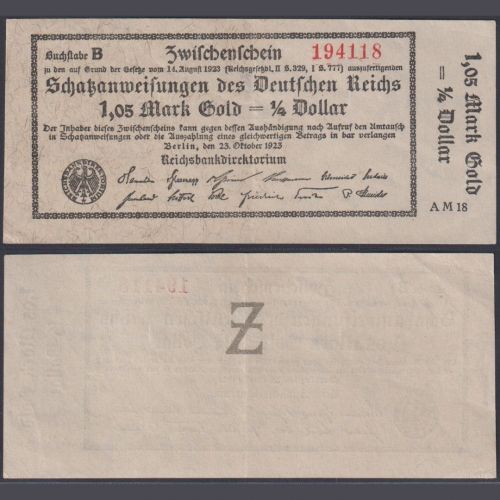 Buchstabe B
Zwischenschein 194118
zu den auf Grund der Gesetze vom 14. August 1923 (Reichsgesetzbl. II S. 329, I S. 777) auszufertigenden
Schatzanweisungen des Deutschen Reichs
1,05 Mark Gold = 1/4 Dollar
Der Inhaber dieses Zwischenscheins kann gegen dessen Aushändigung nach Aufruf den Umtausch
in Schatzanweisungen oder die Auszahlung eines gleichwertigen Betrags in bar verlangen
Berlin, den 23. Oktober 1923
Reichsbankdirektorium
REICHSBANKDIREKTORIUM
1,05 Mark Gold
= 1/4 Dollar
AM18
Z
194118